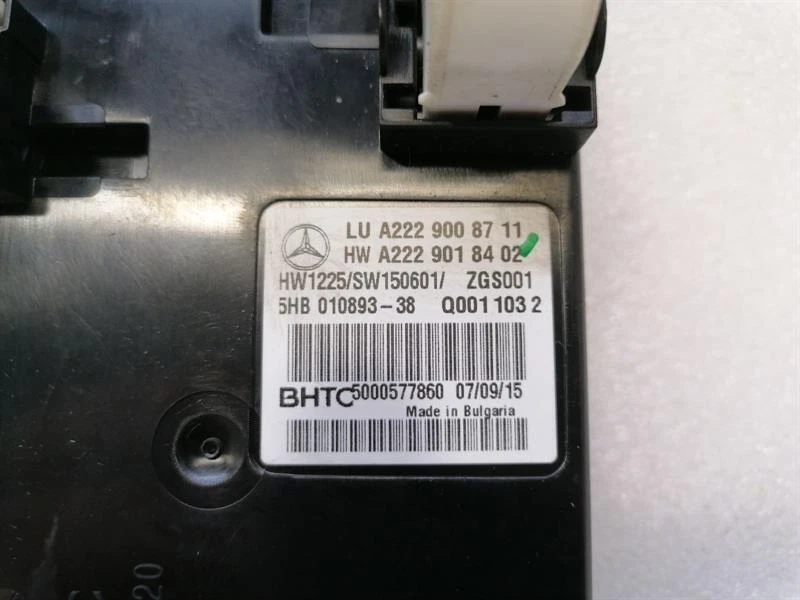 LU A222 900 87 11
HW A222 901 84 02
HW1225/SW150601/ ZGS001
5HB 010893-38 Q001 103 2
BHTC 5000577860 07/09/15
Made in Bulgaria
C
20